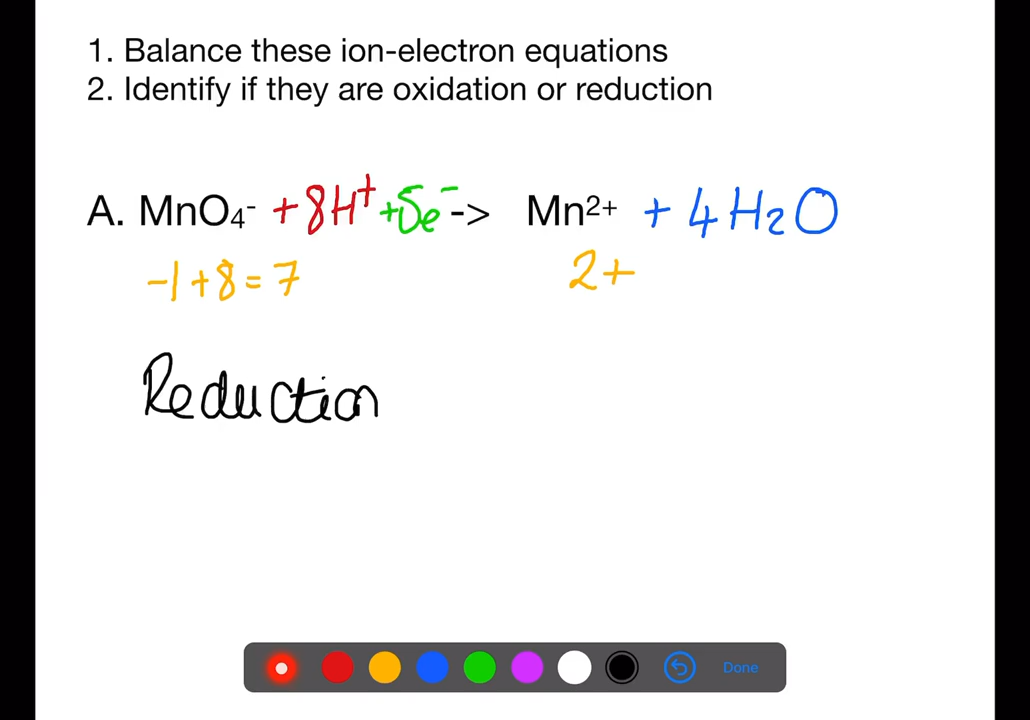 1. Balance these ion-electron equations
2. Identify if they are oxidation or reduction
A. MnO4- +8H+ +5e- -> Mn2+ + 4H2O
-1+8=7 2+
Reduction
Done